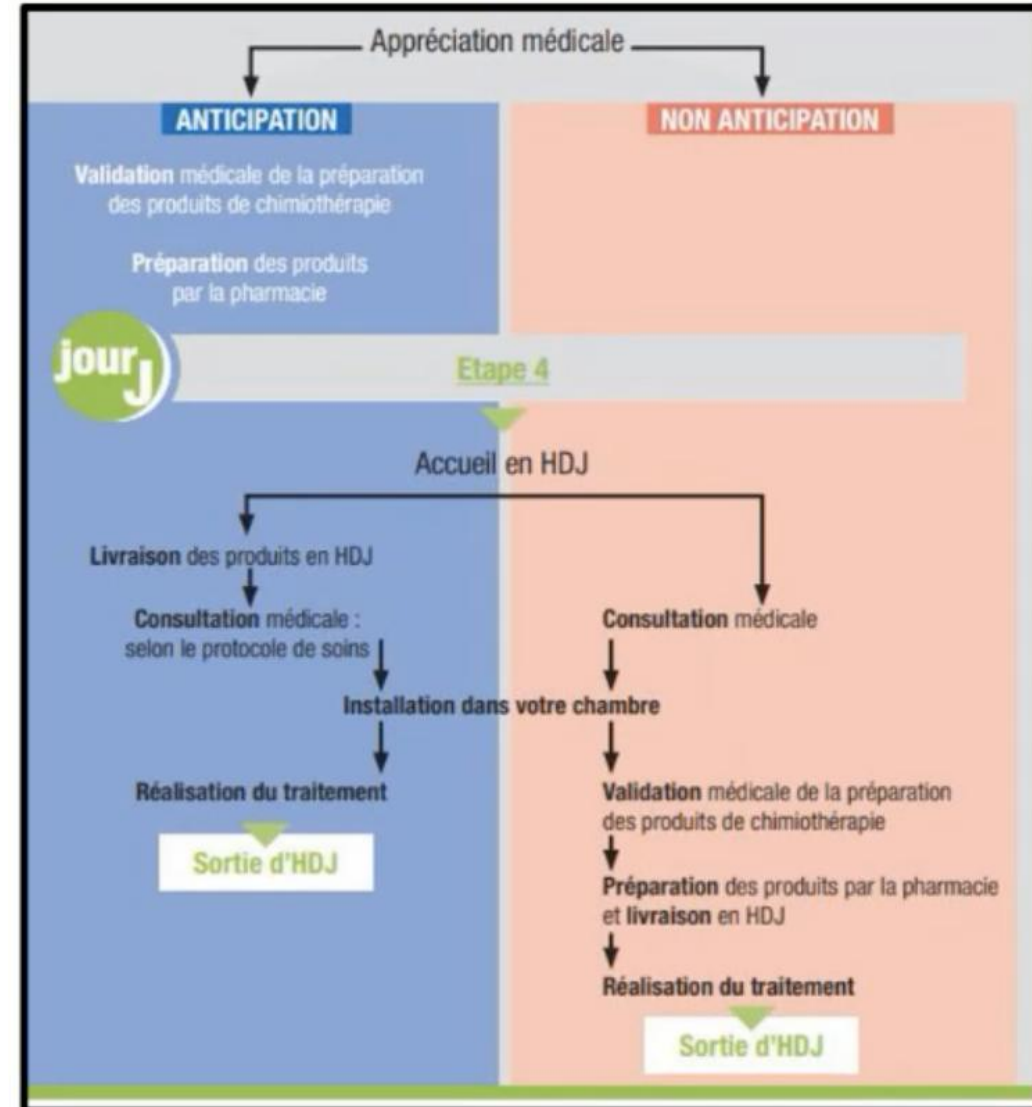 Appréciation médicale
ANTICIPATION
NON ANTICIPATION
Validation médicale de la préparation
des produits de chimiothérapie
Préparation des produits
par la pharmacie
jour J
Etape 4
Accueil en HDJ
Livraison des produits en HDJ
Consultation médicale :
selon le protocole de soins
Consultation médicale
Installation dans votre chambre
Réalisation du traitement
Sortie d'HDJ
Validation médicale de la préparation
des produits de chimiothérapie
Préparation des produits par la pharmacie
et livraison en HDJ
Réalisation du traitement
Sortie d'HDJ